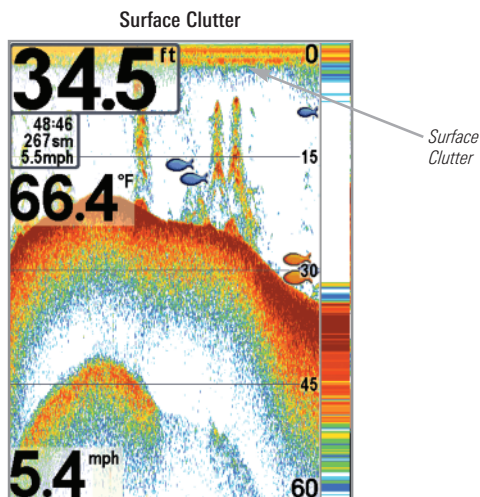 Surface Clutter
34.5 ft
0
48:46
267sm
5.5mph
15
66.4 °F
30
45
5.4 mph
60
Surface
Clutter